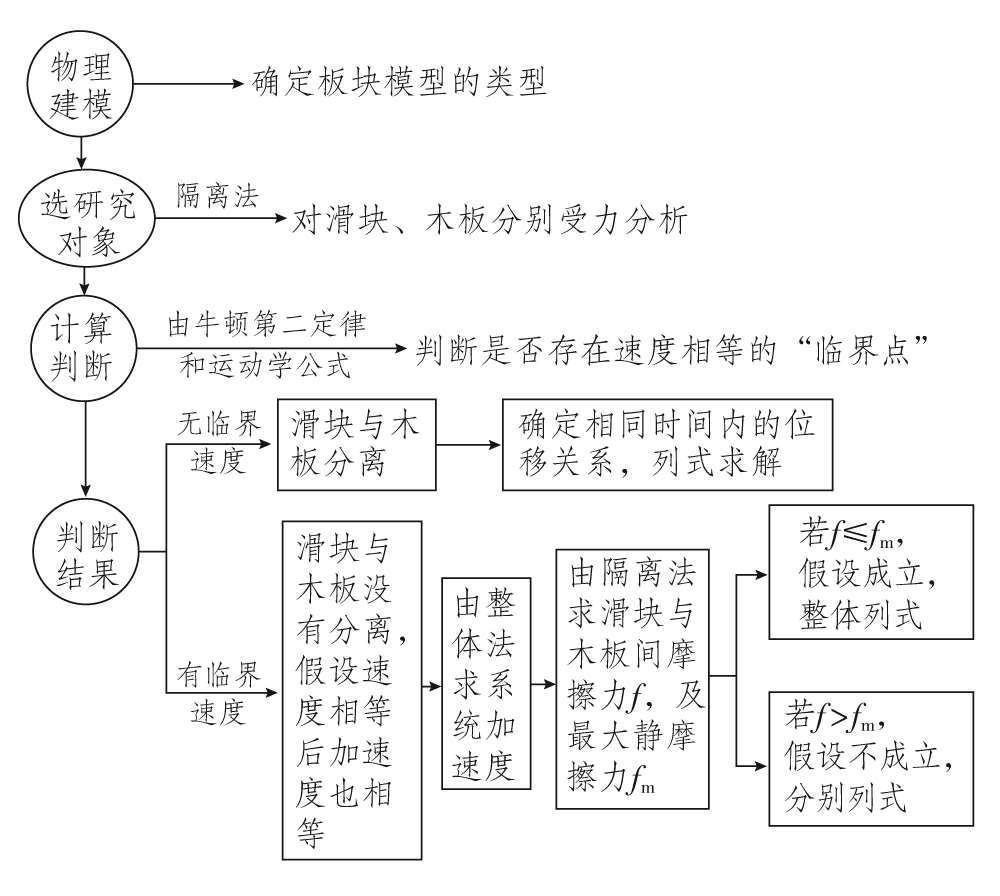 物理
建模
确定板块模型的类型
选研究
对象
隔离法
对滑块、木板分别受力分析
计算
判断
由牛顿第二定律
和运动学公式
判断是否存在速度相等的“临界点”
判断
结果
无临界
速度
滑块与木
板分离
确定相同时间内的位
移关系，列式求解
有临界
速度
滑块与
木板没
有分离，
假设速
度相等
后加速
度也相
等
由整
体法
求系
统加
速度
由隔离法
求滑块与
木板间摩
擦力f，及
最大静摩
擦力fm
若f≤fm，
假设成立，
整体列式
若f>fm，
假设不成立，
分别列式